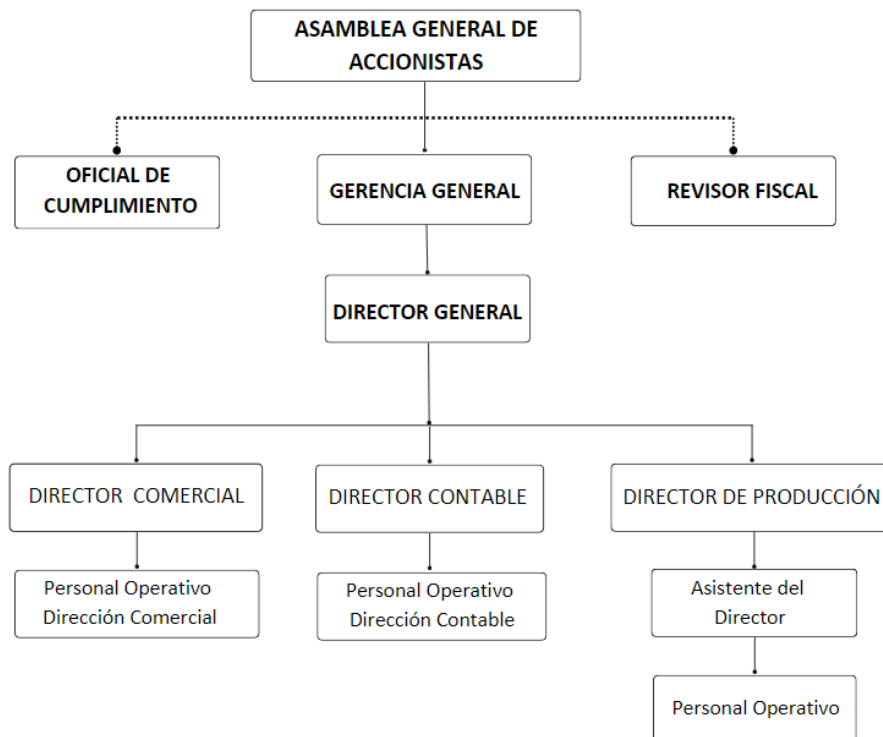 ASAMBLEA GENERAL DE
ACCIONISTAS
OFICIAL DE
CUMPLIMIENTO
GERENCIA GENERAL
REVISOR FISCAL
DIRECTOR GENERAL
DIRECTOR COMERCIAL
DIRECTOR CONTABLE
DIRECTOR DE PRODUCCIÓN
Personal Operativo
Dirección Comercial
Personal Operativo
Dirección Contable
Asistente del
Director
Personal Operativo